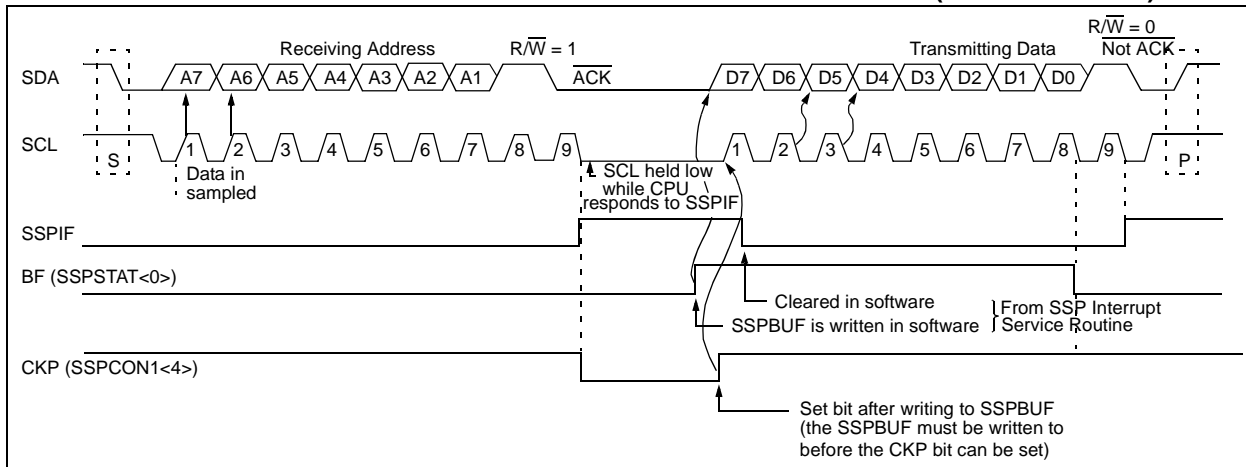 R/W = 0
Receiving Address R/W = 1 Transmitting Data Not ACK
SDA A7 A6 A5 A4 A3 A2 A1 ACK D7 D6 D5 D4 D3 D2 D1 D0
SCL 1 2 3 4 5 6 7 8 9 1 2 3 4 5 6 7 8 9
S P
Data in
sampled
SCL held low
while CPU
responds to SSPIF
SSPIF
BF (SSPSTAT<0>)
Cleared in software
SSPBUF is written in software
From SSP Interrupt
Service Routine
CKP (SSPCON1<4>)
Set bit after writing to SSPBUF
(the SSPBUF must be written to
before the CKP bit can be set)